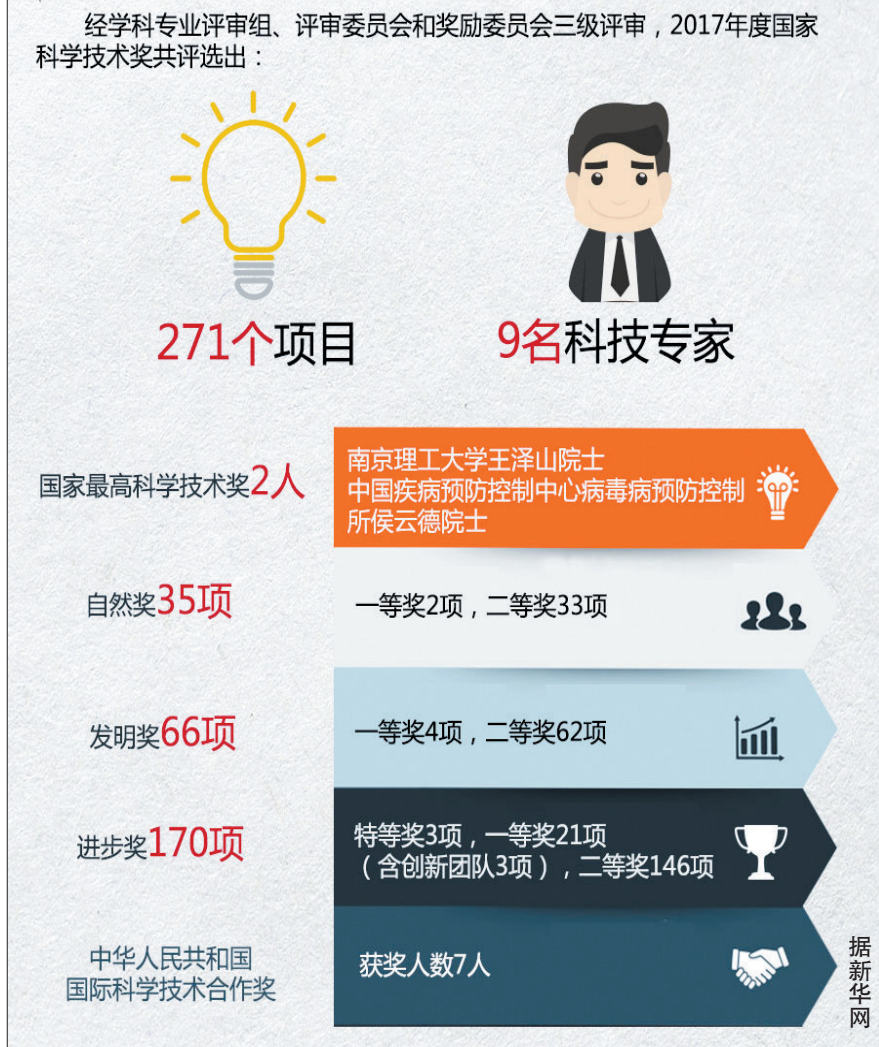 经学科专业评审组、评审委员会和奖励委员会三级评审，2017年度国家
科学技术奖共评选出：
271个项目
9名科技专家
国家最高科学技术奖2人
南京理工大学王泽山院士
中国疾病预防控制中心病毒病预防控制
所侯云德院士
自然奖35项
一等奖2项，二等奖33项
发明奖66项
一等奖4项，二等奖62项
进步奖170项
特等奖3项，一等奖21项
（含创新团队3项），二等奖146项
中华人民共和国
国际科学技术合作奖
获奖人数7人
据新华网